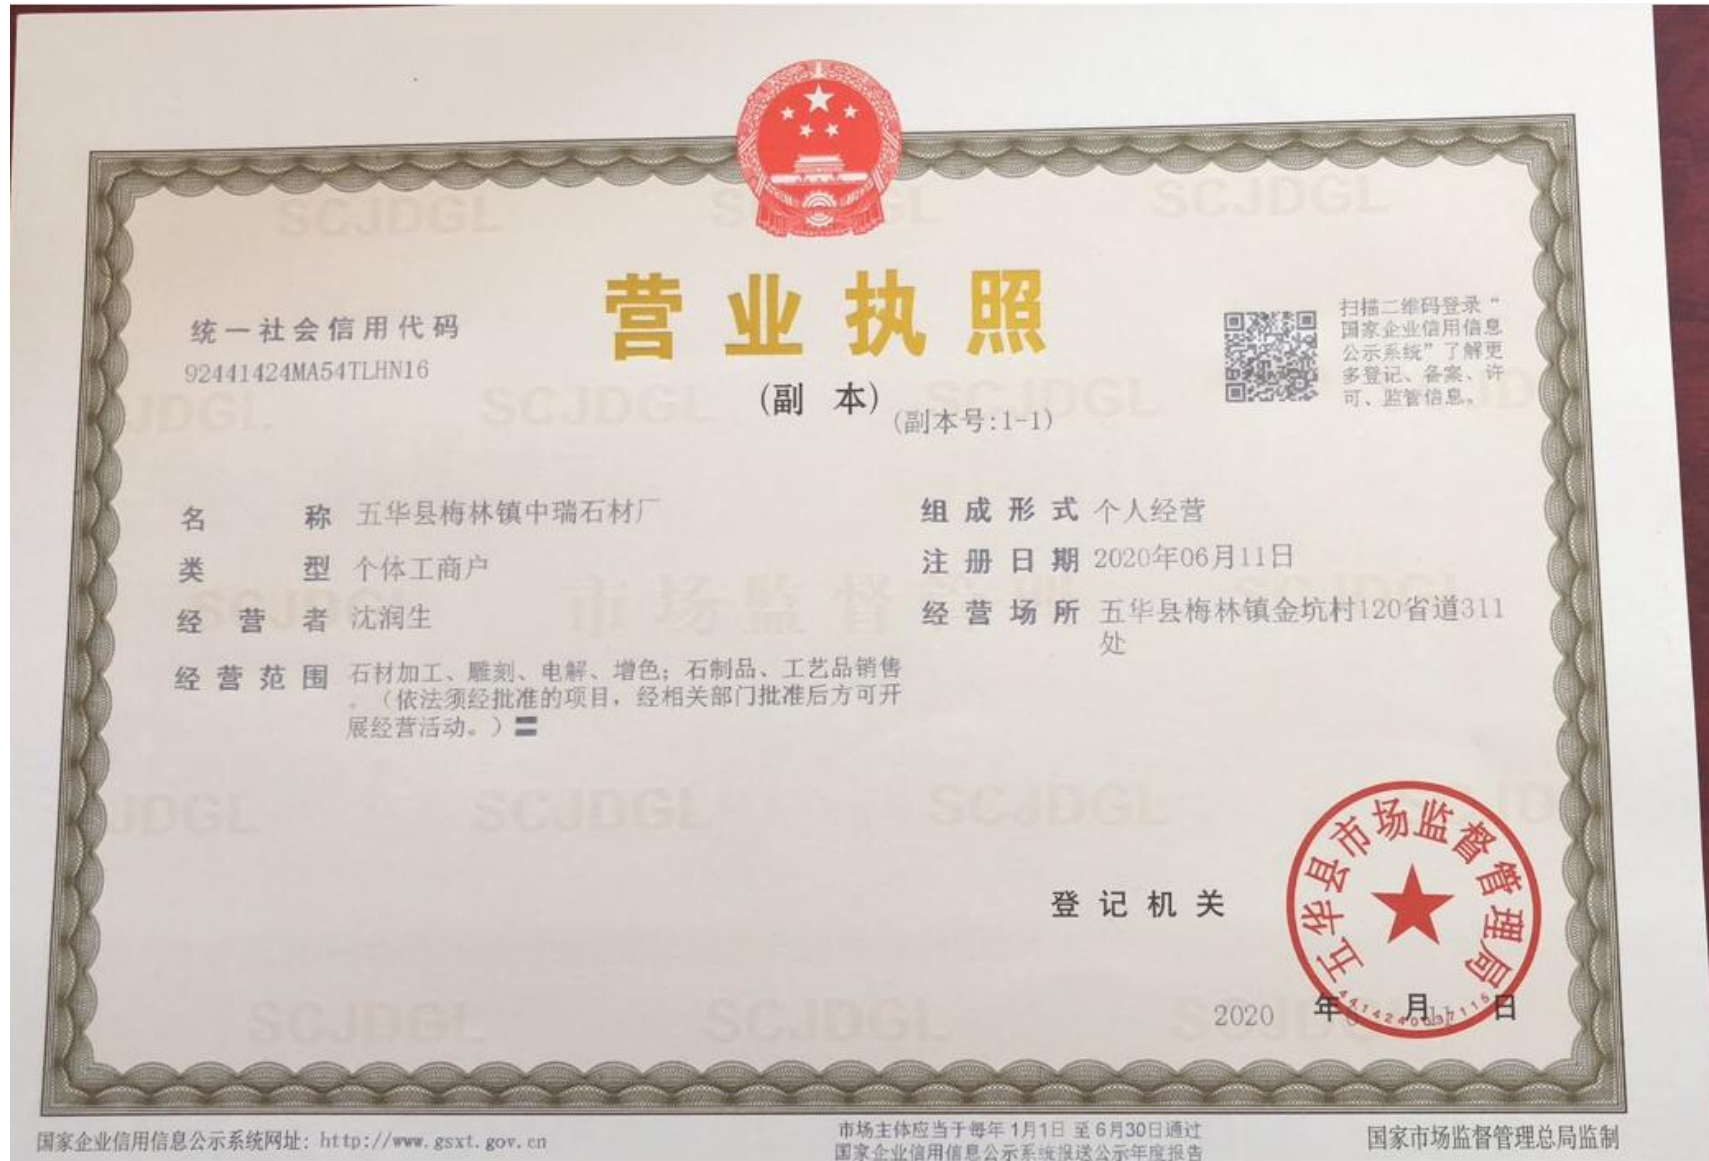 营业执照
(副 本)
(副本号:1-1)
统一社会信用代码
92441424MA54TLHN16
扫描二维码登录“
国家企业信用信息
公示系统”了解更
多登记、备案、许
可、监管信息。
名 称 五华县梅林镇中瑞石材厂
类 型 个体工商户
经 营 者 沈润生
经 营 范 围 石材加工、雕刻、电解、增色；石制品、工艺品销售
。（依法须经批准的项目，经相关部门批准后方可开
展经营活动。）
组 成 形 式 个人经营
注 册 日 期 2020年06月11日
经 营 场 所 五华县梅林镇金坑村120省道311
处
登 记 机 关
五华县市场监督管理局
2020 年 月 日
国家企业信用信息公示系统网址：http://www.gsxt.gov.cn
市场主体应当于每年1月1日 至6月30日通过
国家企业信用信息公示系统报送公示年度报告
国家市场监督管理总局监制
SCJDGL
市场监督管理